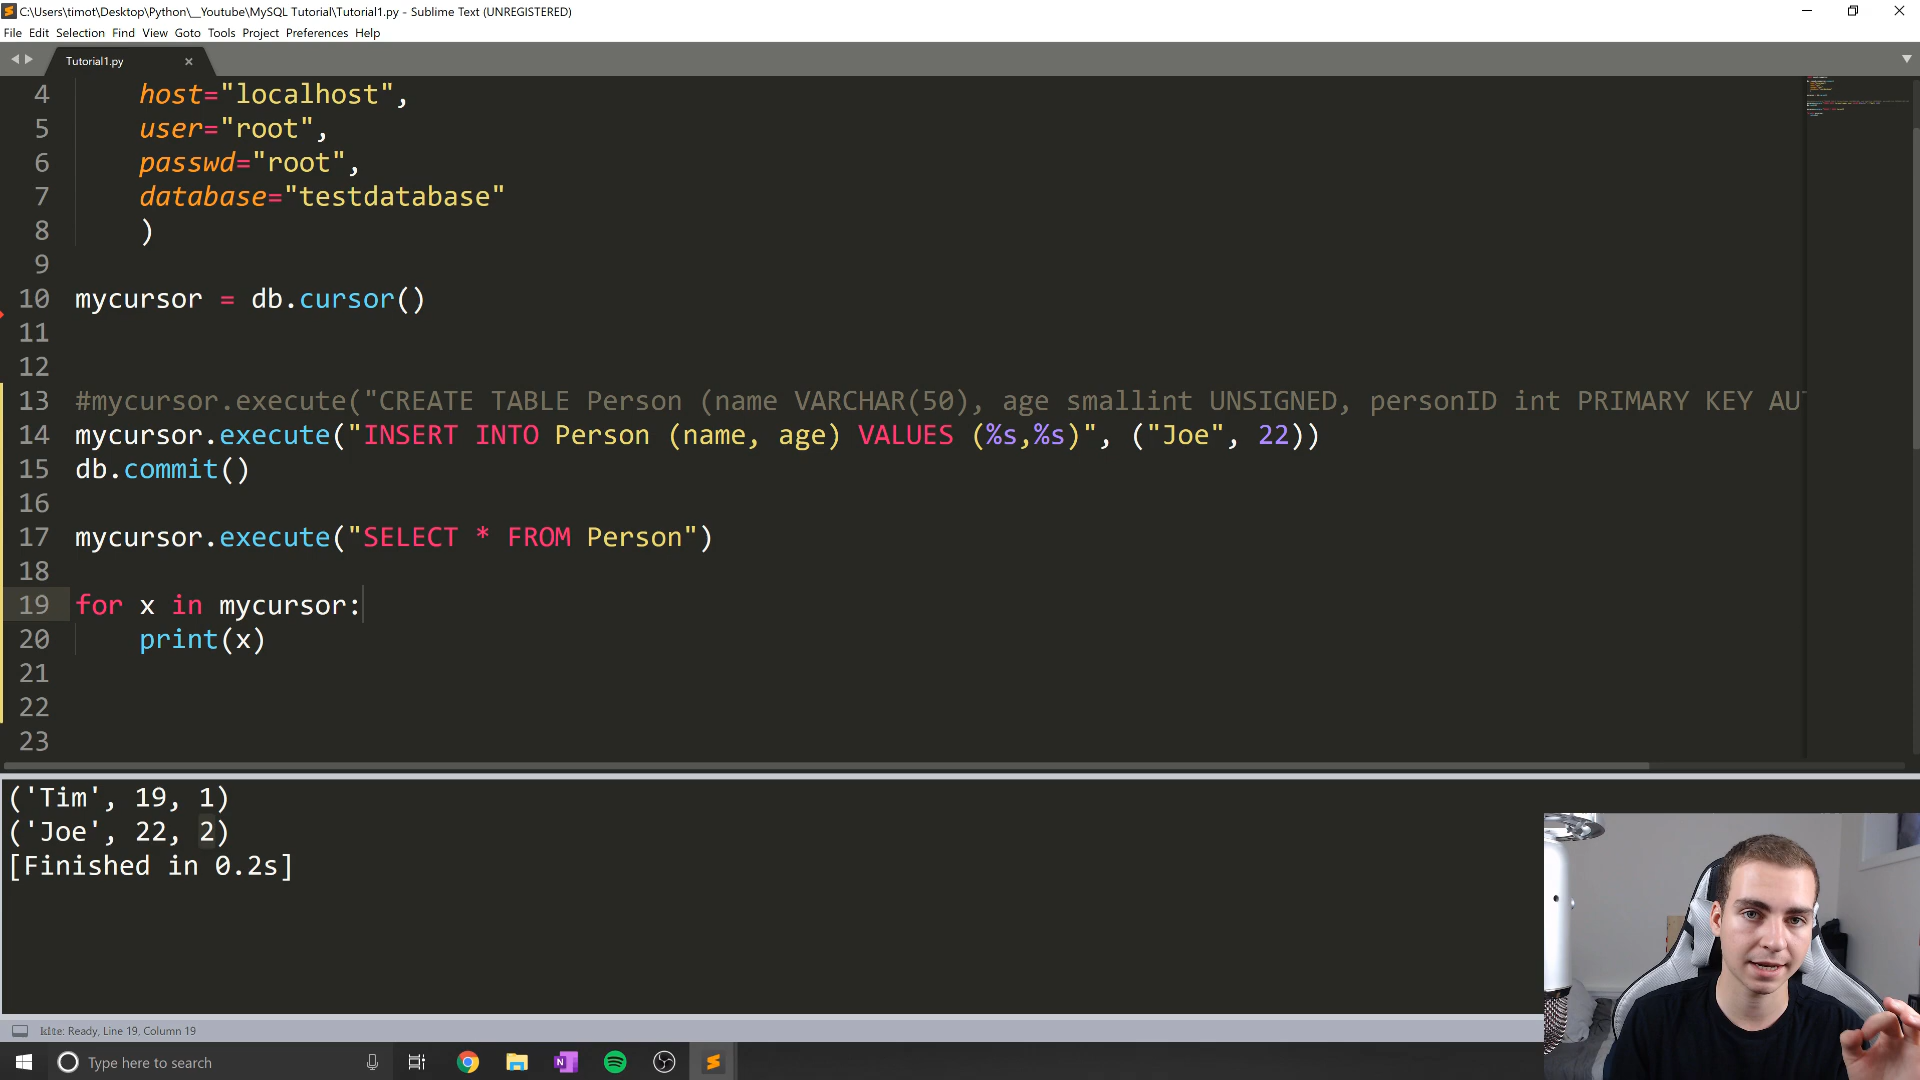 C:\Users\timot\Desktop\Python\__Youtube\MySQL Tutorial\Tutorial1.py - Sublime Text (UNREGISTERED)
File Edit Selection Find View Goto Tools Project Preferences Help
Tutorial1.py
4 host="localhost",
5 user="root",
6 passwd="root",
7 database="testdatabase"
8 )
9
10 mycursor = db.cursor()
11
12
13 #mycursor.execute("CREATE TABLE Person (name VARCHAR(50), age smallint UNSIGNED, personID int PRIMARY KEY AU
14 mycursor.execute("INSERT INTO Person (name, age) VALUES (%s,%s)", ("Joe", 22))
15 db.commit()
16
17 mycursor.execute("SELECT * FROM Person")
18
19 for x in mycursor:
20 print(x)
21
22
23
('Tim', 19, 1)
('Joe', 22, 2)
[Finished in 0.2s]
kite: Ready, Line 19, Column 19
Type here to search